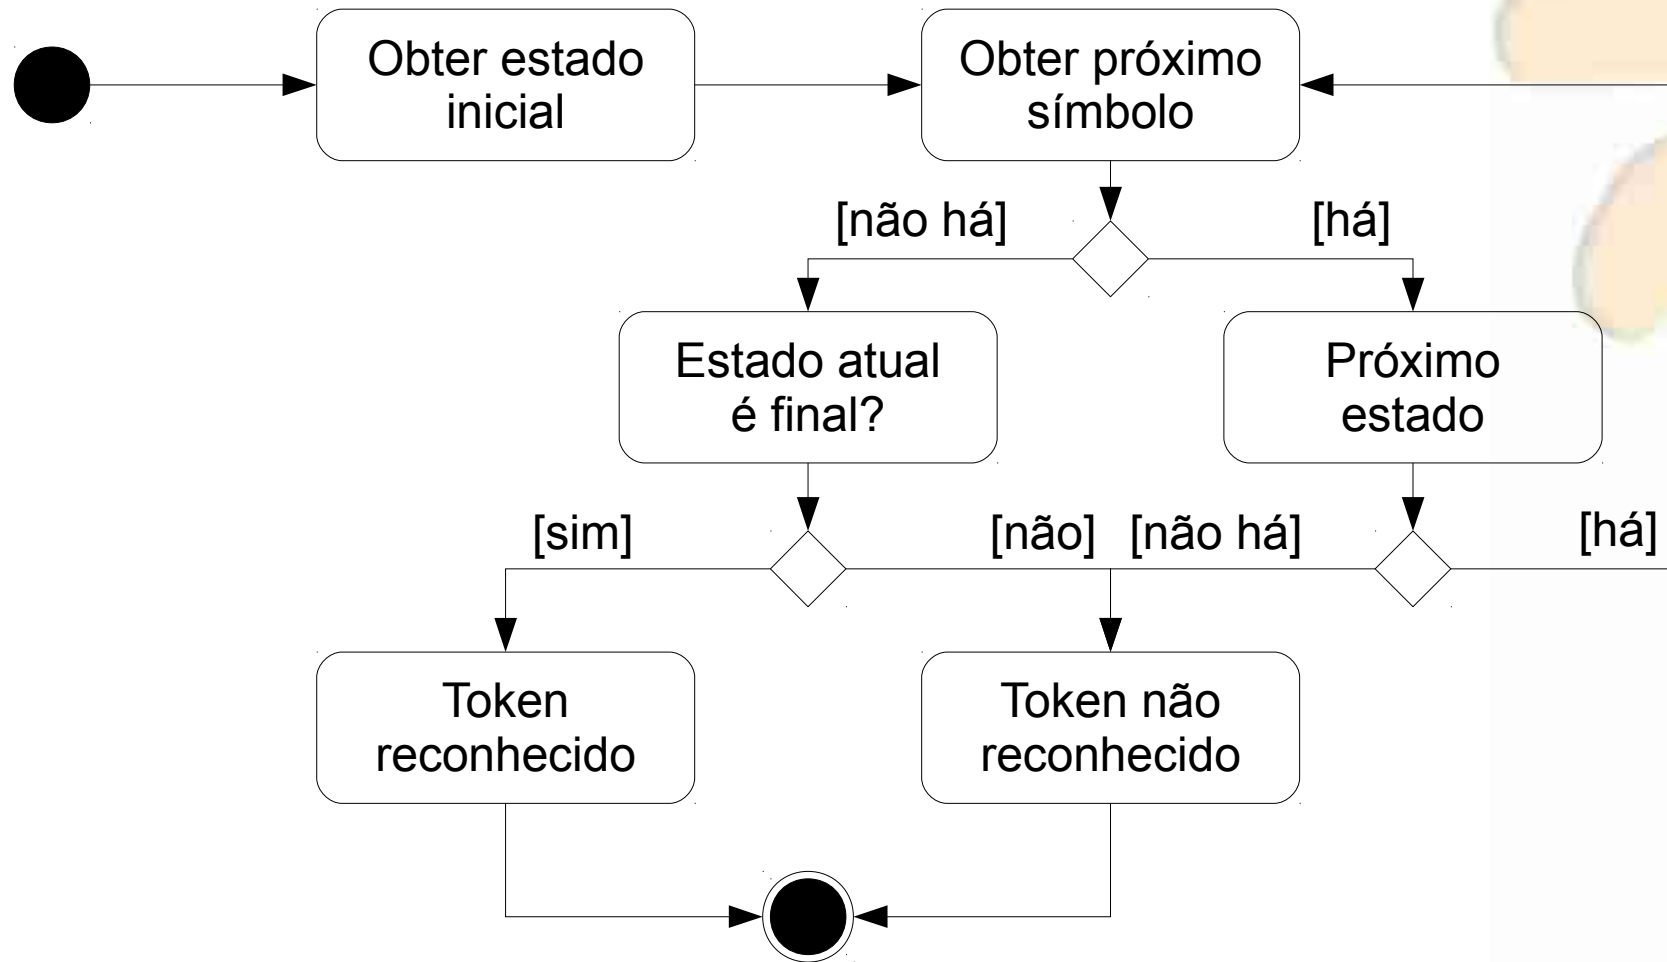 Obter estado
inicial
Obter próximo
símbolo
[não há]
[há]
Estado atual
é final?
Próximo
estado
[sim]
[não]
[não há]
[há]
Token
reconhecido
Token não
reconhecido